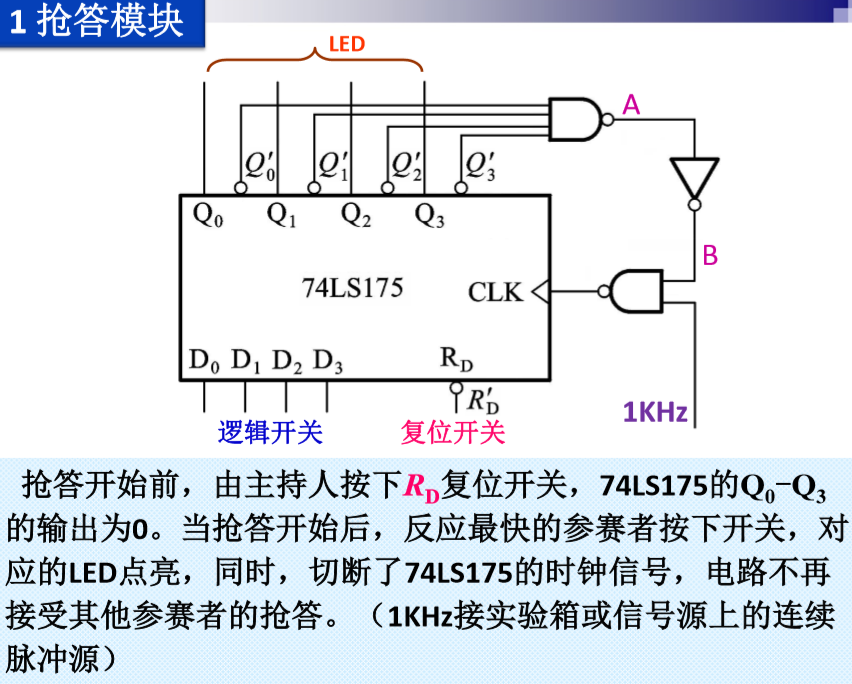 1 抢答模块
LED
A
Q′0 Q′1 Q′2 Q′3
Q0 Q1 Q2 Q3
B
74LS175 CLK
D0 D1 D2 D3 RD
R′D
1KHz
逻辑开关 复位开关
抢答开始前，由主持人按下RD复位开关，74LS175的Q0-Q3
的输出为0。当抢答开始后，反应最快的参赛者按下开关，对
应的LED点亮，同时，切断了74LS175的时钟信号，电路不再
接受其他参赛者的抢答。（1KHz接实验箱或信号源上的连续
脉冲源）